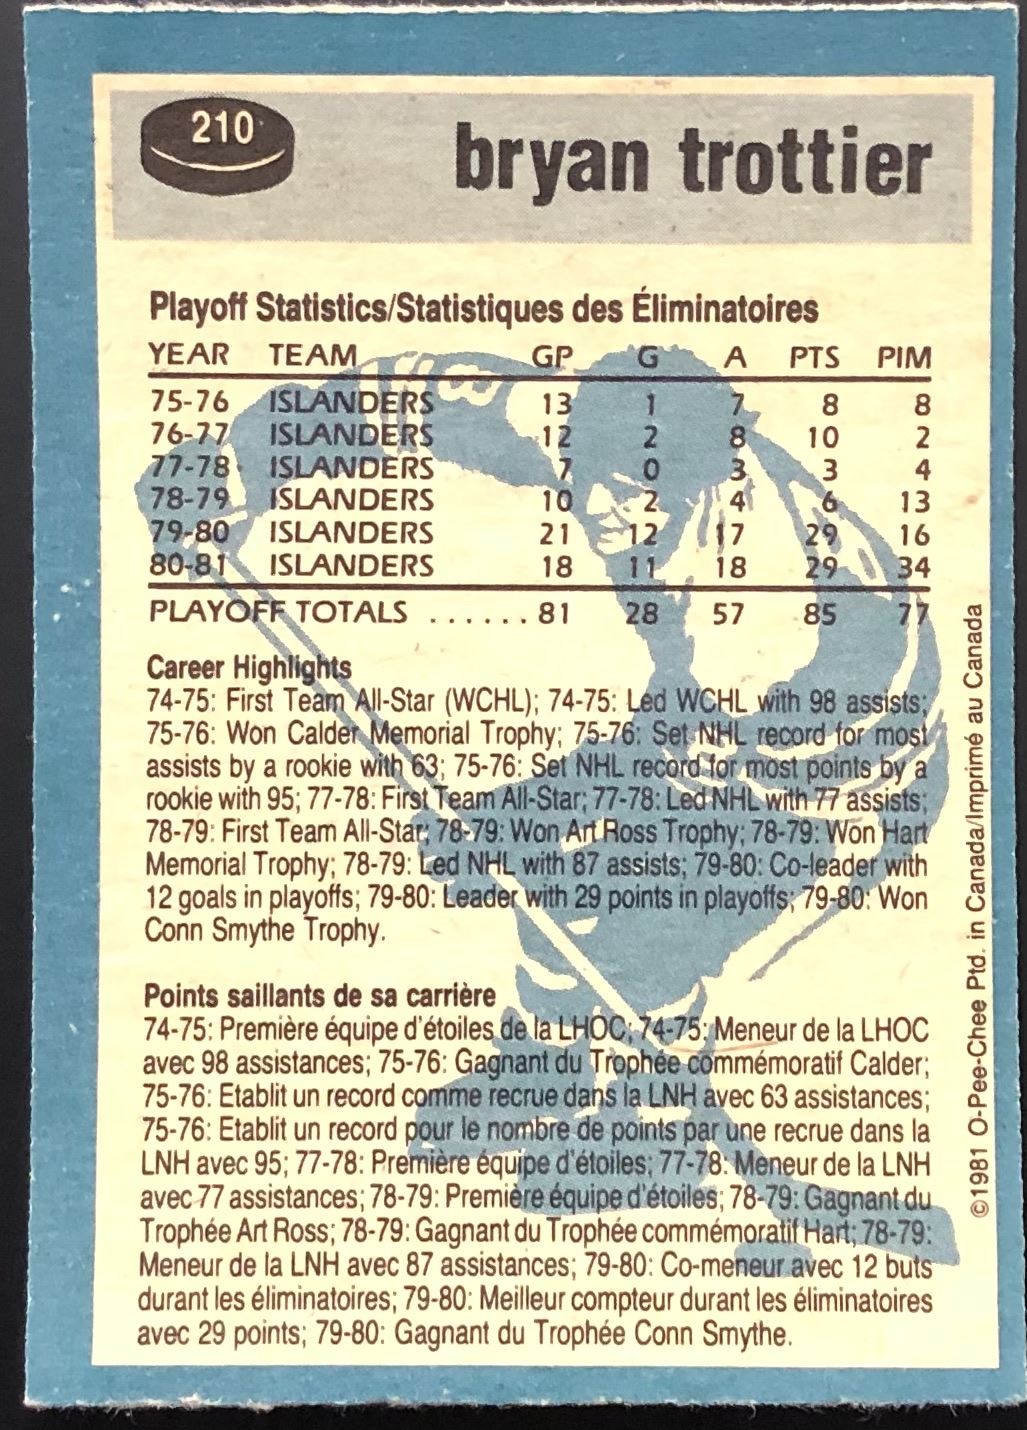 210
bryan trottier
Playoff Statistics/Statistiques des Éliminatoires
YEAR TEAM GP G A PTS PIM
75-76 ISLANDERS 13 1 7 8 8
76-77 ISLANDERS 12 2 8 10 2
77-78 ISLANDERS 7 0 3 3 4
78-79 ISLANDERS 10 2 4 6 13
79-80 ISLANDERS 21 12 17 29 16
80-81 ISLANDERS 18 11 18 29 34
PLAYOFF TOTALS ...... 81 28 57 85 77
Career Highlights
74-75: First Team All-Star (WCHL); 74-75: Led WCHL with 98 assists;
75-76: Won Calder Memorial Trophy; 75-76: Set NHL record for most
assists by a rookie with 63; 75-76: Set NHL record for most points by a
rookie with 95; 77-78: First Team All-Star; 77-78: Led NHL with 77 assists;
78-79: First Team All-Star; 78-79: Won Art Ross Trophy; 78-79: Won Hart
Memorial Trophy; 78-79: Led NHL with 87 assists; 79-80: Co-leader with
12 goals in playoffs; 79-80: Leader with 29 points in playoffs; 79-80: Won
Conn Smythe Trophy.
Points saillants de sa carrière
74-75: Première équipe d'étoiles de la LHOC; 74-75: Meneur de la LHOC
avec 98 assistances; 75-76: Gagnant du Trophée commémoratif Calder;
75-76: Etablit un record comme recrue dans la LNH avec 63 assistances;
75-76: Etablit un record pour le nombre de points par une recrue dans la
LNH avec 95; 77-78: Première équipe d'étoiles; 77-78: Meneur de la LNH
avec 77 assistances; 78-79: Première équipe d'étoiles; 78-79: Gagnant du
Trophée Art Ross; 78-79: Gagnant du Trophée commémoratif Hart; 78-79:
Meneur de la LNH avec 87 assistances; 79-80: Co-meneur avec 12 buts
durant les éliminatoires; 79-80: Meilleur compteur durant les éliminatoires
avec 29 points; 79-80: Gagnant du Trophée Conn Smythe.
©1981 O-Pee-Chee Ptd. in Canada/Imprimé au Canada